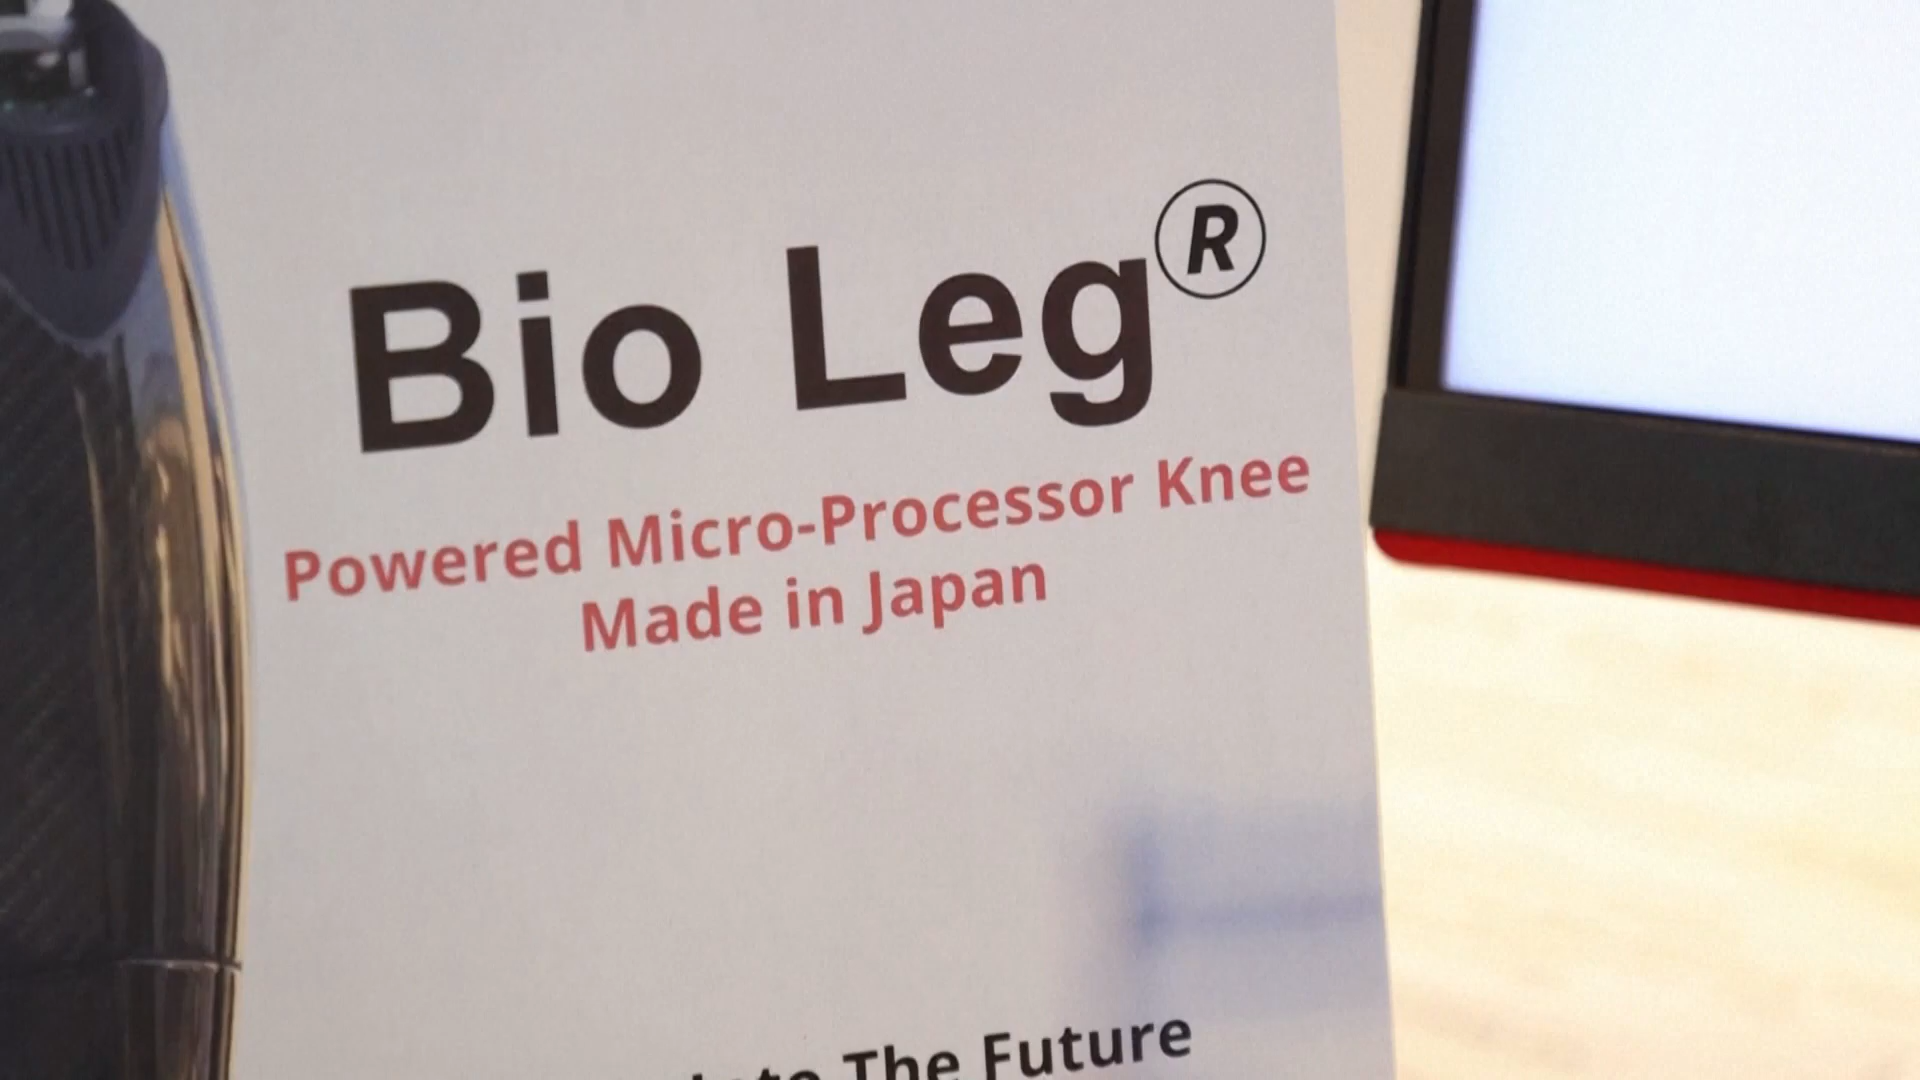 Bio Leg®
Powered Micro-Processor Knee
Made in Japan
The Future